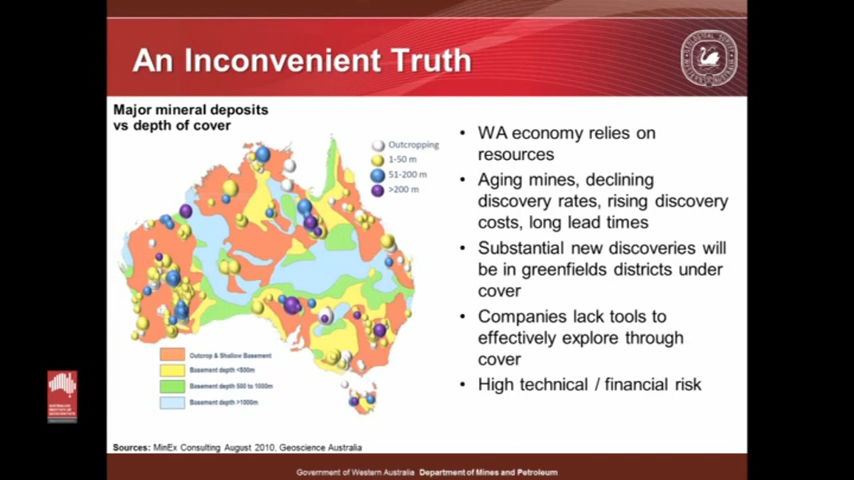 An Inconvenient Truth
Major mineral deposits
vs depth of cover
Outcropping
1-50 m
51-200 m
>200 m
Outcrop & Shallow Basement
Basement depth <500m
Basement depth 500 to 1000m
Basement depth >1000m
• WA economy relies on
resources
• Aging mines, declining
discovery rates, rising discovery
costs, long lead times
• Substantial new discoveries will
be in greenfields districts under
cover
• Companies lack tools to
effectively explore through
cover
• High technical / financial risk
Sources: MinEx Consulting August 2010, Geoscience Australia
Government of Western Australia Department of Mines and Petroleum